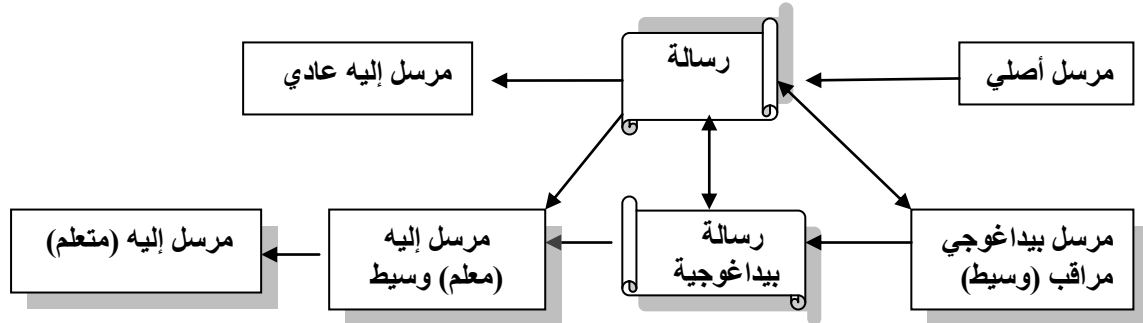 مرسل أصلي
رسالة
مرسل إليه عادي
مرسل بيداغوجي
مراقب (وسيط)
رسالة
بيداغوجية
مرسل إليه
(معلم) وسيط
مرسل إليه (متعلم)